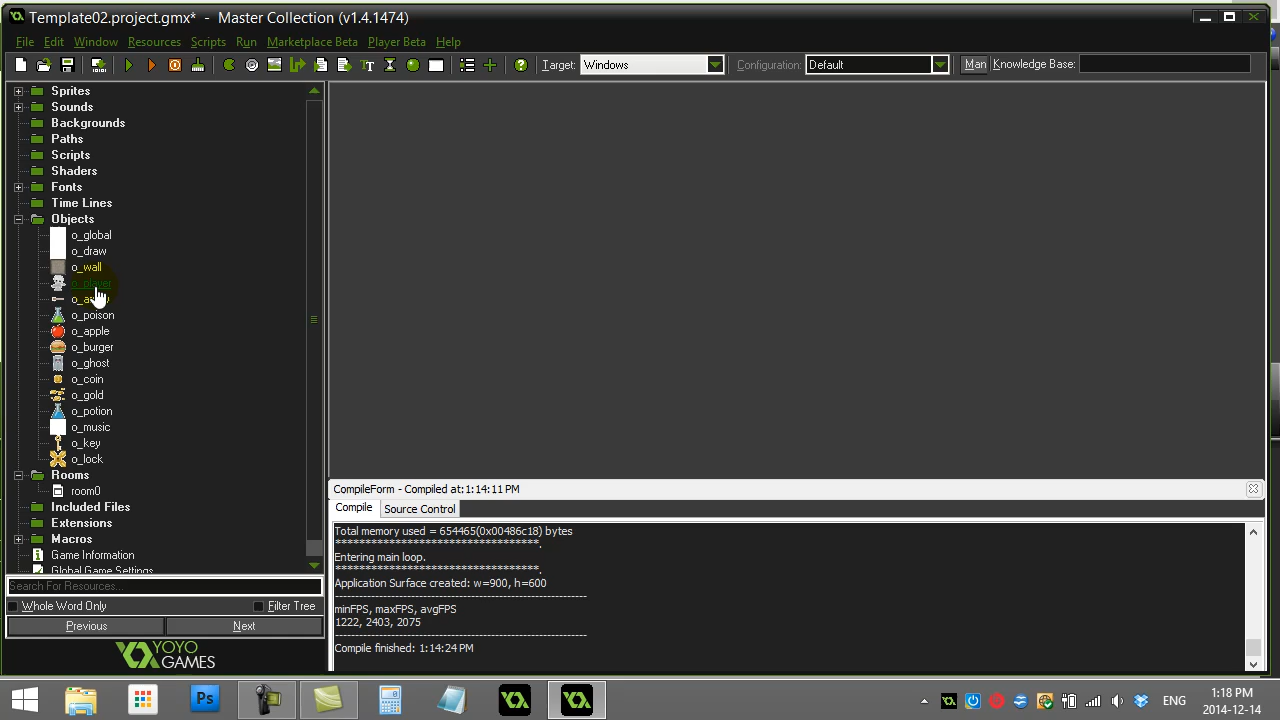 Template02.project.gmx* - Master Collection (v1.4.1474)
File Edit Window Resources Scripts Run Marketplace Beta Player Beta Help
Target: Windows Configuration: Default Man Knowledge Base:
Sprites
Sounds
Backgrounds
Paths
Scripts
Shaders
Fonts
Time Lines
Objects
o_global
o_draw
o_wall
o_player
o_poison
o_apple
o_burger
o_ghost
o_coin
o_gold
o_potion
o_music
o_key
o_lock
Rooms
room0
Included Files
Extensions
Macros
Game Information
Global Game Settings
Search For Resources...
Whole Word Only Filter Tree
Previous Next
YOYO
GAMES
CompileForm - Compiled at:1:14:11 PM
Compile Source Control
Total memory used = 654465(0x00486c18) bytes
***********************************.
Entering main loop.
***********************************.
Application Surface created: w=900, h=600
---------------------------------------------------------------
minFPS, maxFPS, avgFPS
1222, 2403, 2075
---------------------------------------------------------------
Compile finished: 1:14:24 PM
Ps
ENG
1:18 PM
2014-12-14